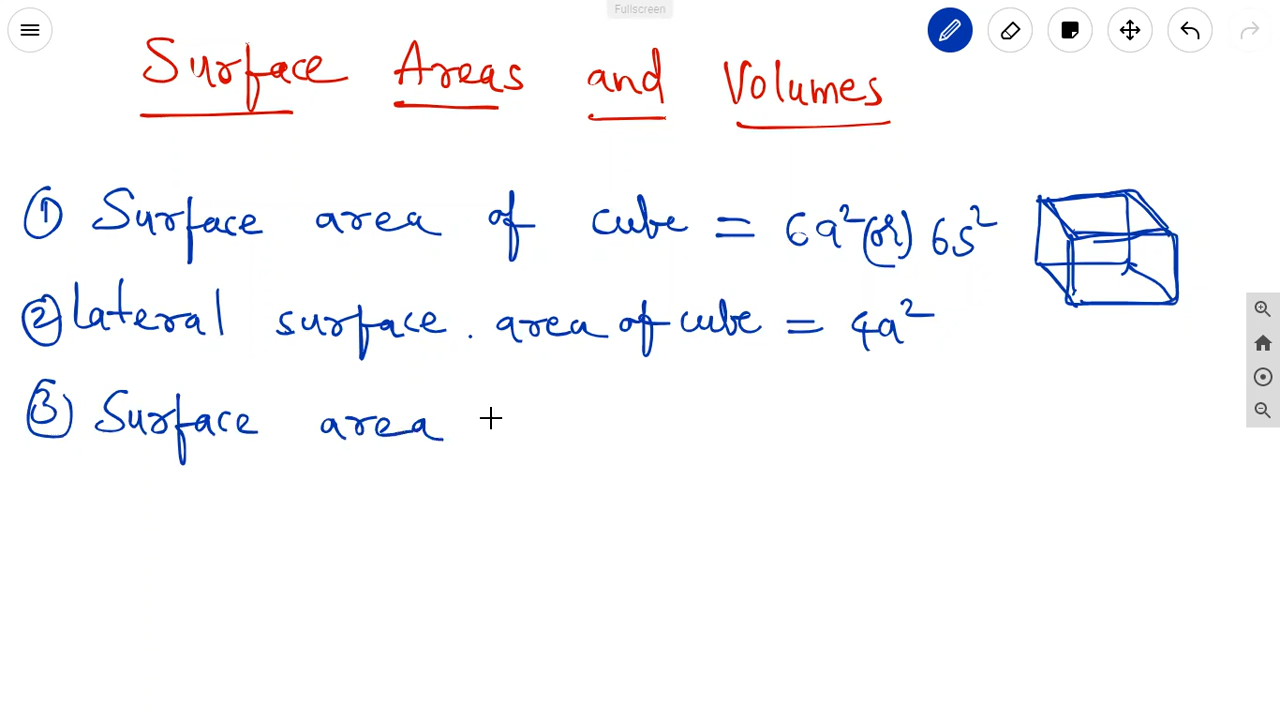 Fullscreen
Surface Areas and Volumes
① Surface area of cube = 6a² (or) 6s²
② lateral surface. area of cube = 4a²
③ Surface area